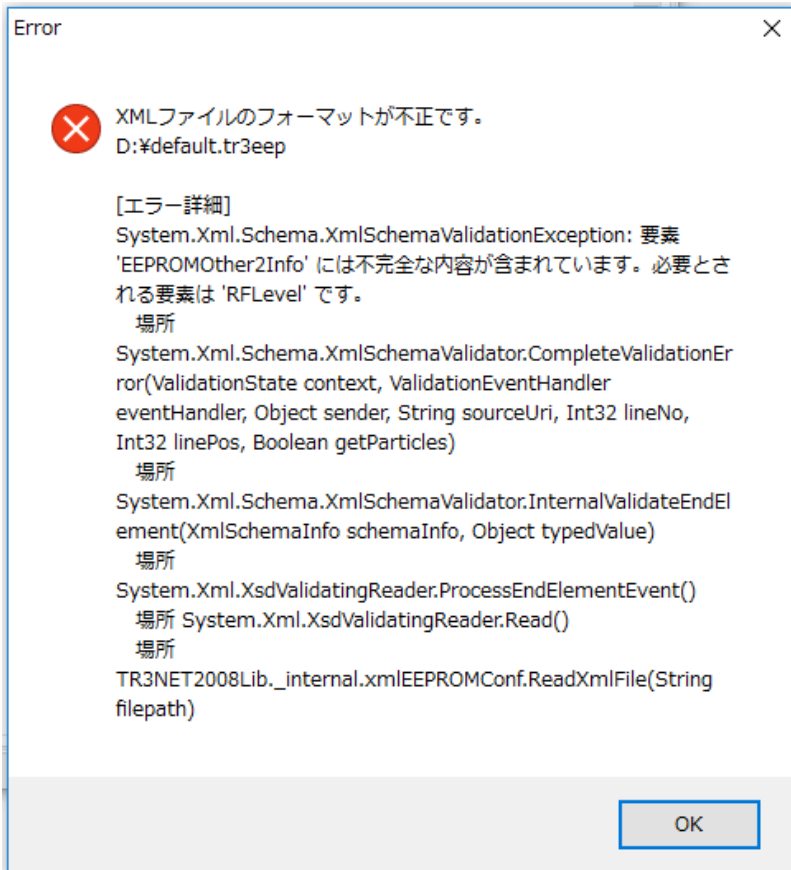 Error
XMLファイルのフォーマットが不正です。
D:¥default.tr3eep
[エラー詳細]
System.Xml.Schema.XmlSchemaValidationException: 要素
'EEPROMOther2Info' には不完全な内容が含まれています。必要とさ
れる要素は 'RFLevel' です。
場所
System.Xml.Schema.XmlSchemaValidator.CompleteValidationEr
ror(ValidationState context, ValidationEventHandler
eventHandler, Object sender, String sourceUri, Int32 lineNo,
Int32 linePos, Boolean getParticles)
場所
System.Xml.Schema.XmlSchemaValidator.InternalValidateEndEl
ement(XmlSchemaInfo schemaInfo, Object typedValue)
場所
System.Xml.XsdValidatingReader.ProcessEndElementEvent()
場所 System.Xml.XsdValidatingReader.Read()
場所
TR3NET2008Lib._internal.xmlEEPROMConf.ReadXmlFile(String
filepath)
OK